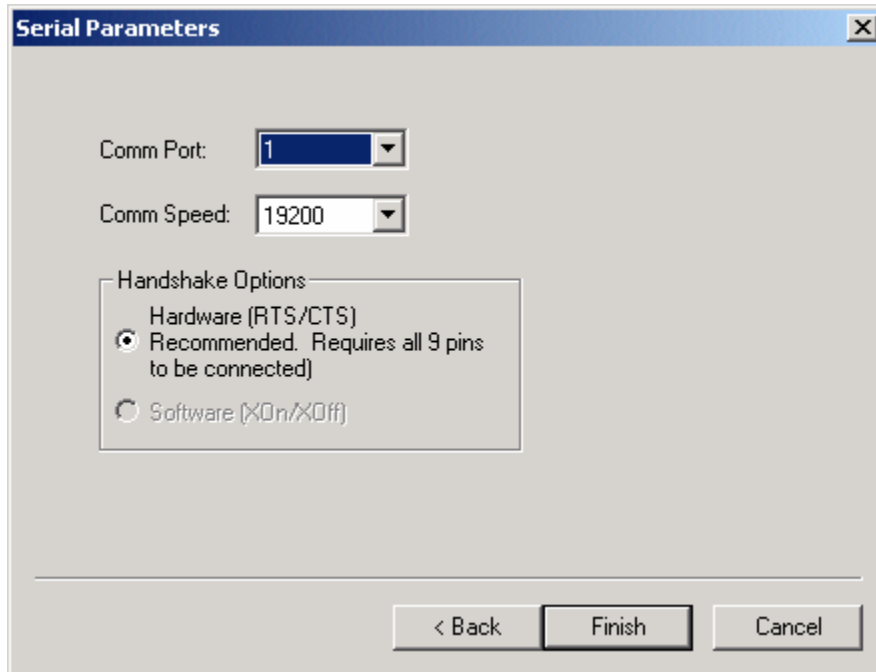 Serial Parameters
Comm Port: 1
Comm Speed: 19200
Handshake Options
Hardware (RTS/CTS)
Recommended. Requires all 9 pins
to be connected)
Software (XOn/XOff)
< Back Finish Cancel